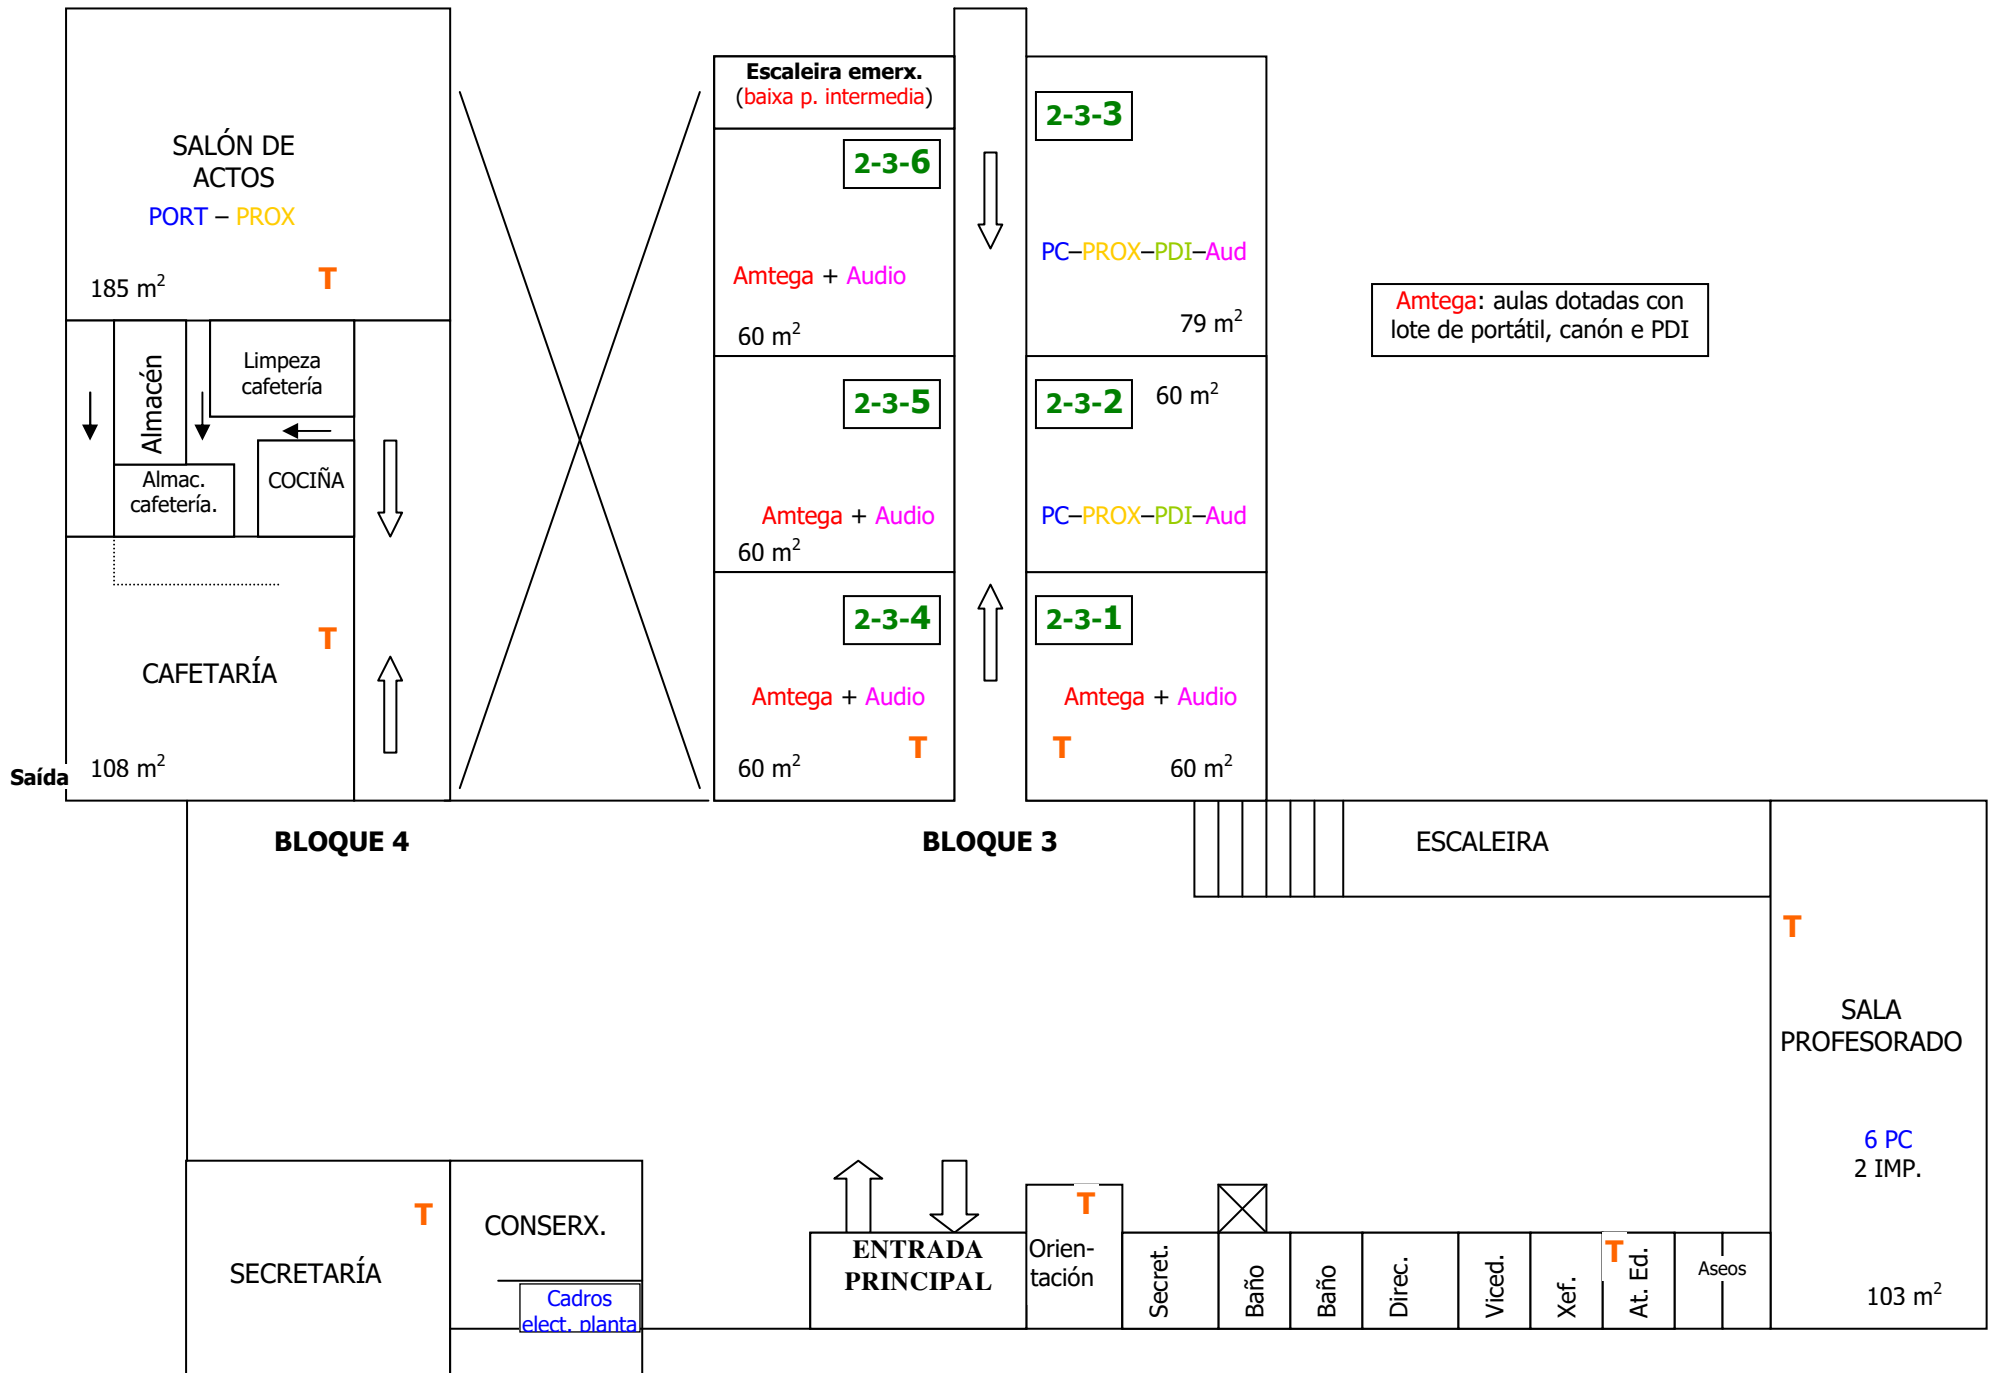 SALÓN DE
ACTOS
PORT – PROX
T
185 m²
Almacén
Limpeza
cafetería
Almac.
cafetería.
COCIÑA
T
CAFETARÍA
108 m²
Saída
BLOQUE 4
Escaleira emerx.
(baixa p. intermedia)
2-3-6
Amtega + Audio
60 m²
2-3-5
Amtega + Audio
60 m²
2-3-4
Amtega + Audio
T
60 m²
2-3-3
PC–PROX–PDI–Aud
79 m²
2-3-2
60 m²
PC–PROX–PDI–Aud
2-3-1
Amtega + Audio
T
60 m²
BLOQUE 3
Amtega: aulas dotadas con
lote de portátil, canón e PDI
ESCALEIRA
T
SALA
PROFESORADO
6 PC
2 IMP.
103 m²
T
SECRETARÍA
CONSERX.
Cadros
elect. planta
ENTRADA
PRINCIPAL
T
Orien-
tación
Secret.
Baño
Baño
Direc.
Viced.
Xef.
T
At. Ed.
Aseos